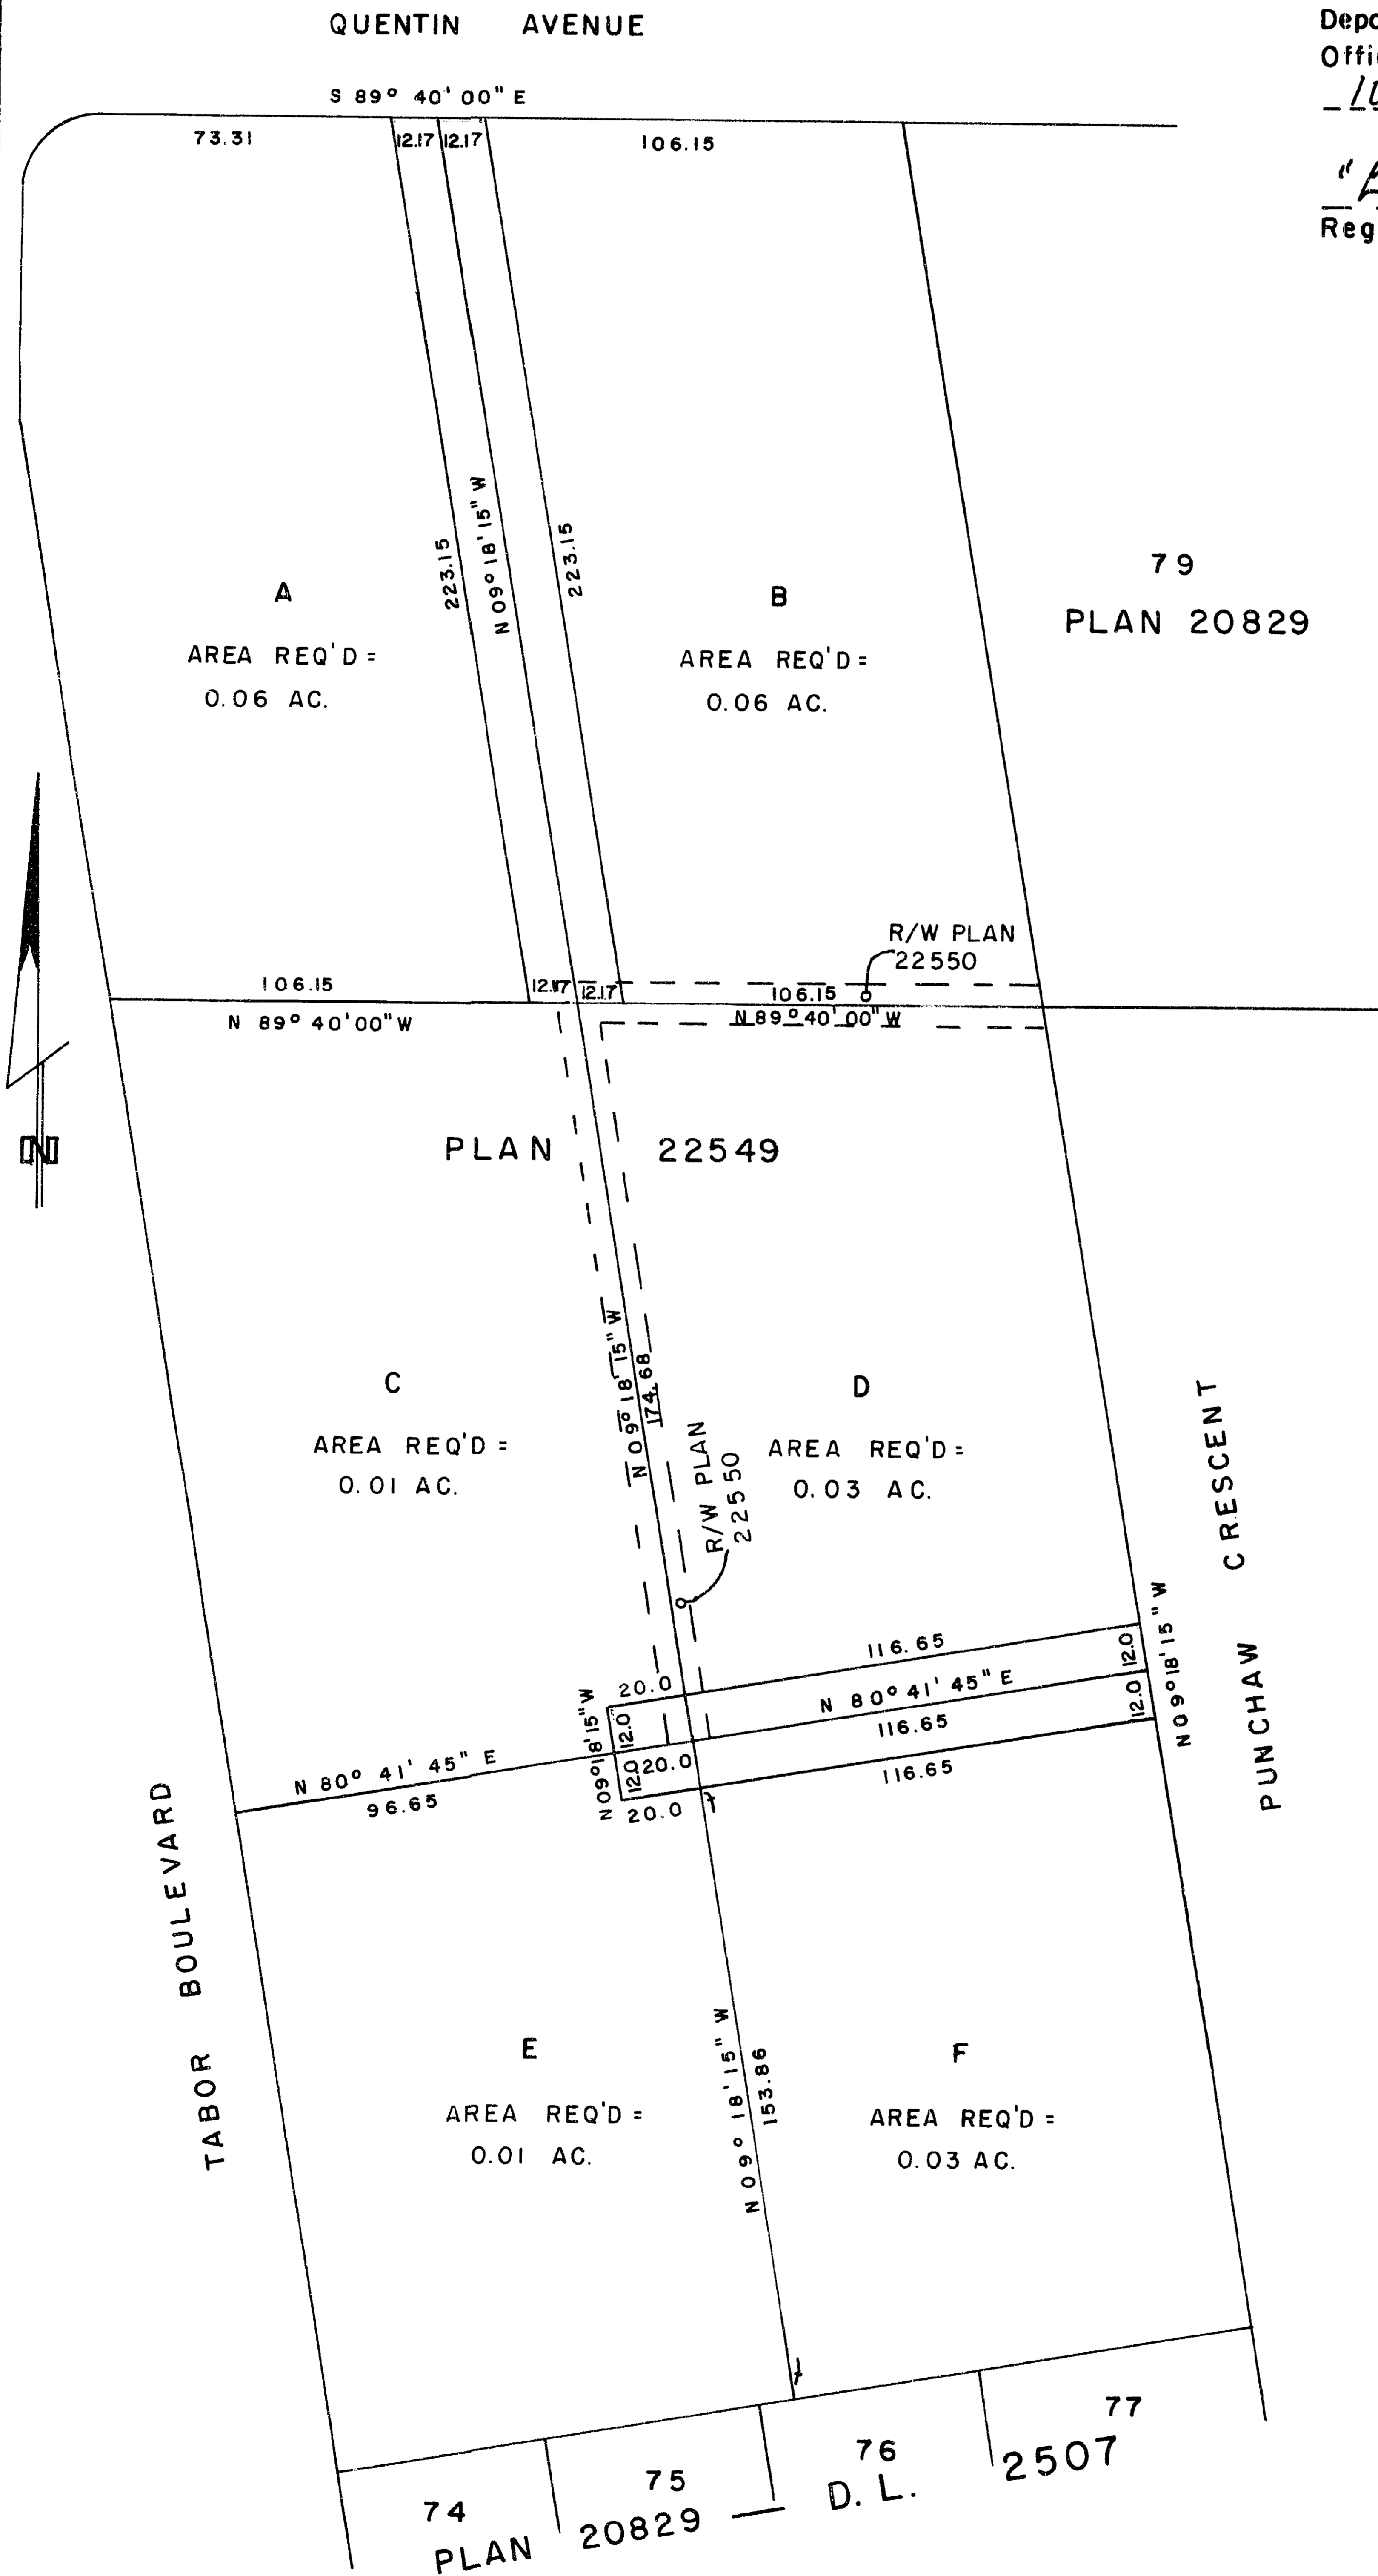 QUENTIN AVENUE
S 89° 40' 00" E
73.31
12.17
12.17
106.15
Reg
223.15
N 09° 18' 15" W
223.15
A
AREA REQ'D =
0.06 AC.
B
AREA REQ'D =
0.06 AC.
79
PLAN 20829
R/W PLAN
22550
106.15
12.17
12.17
106.15
N 89° 40' 00" W
N 89° 40' 00" W
N
PLAN 22549
N 09° 18' 15" W
174.68
C
AREA REQ'D =
0.01 AC.
D
AREA REQ'D =
0.03 AC.
R/W PLAN
22550
PUNCHAW CRESCENT
116.65
12.0
N 09° 18' 15" W
20.0
N 80° 41' 45" E
12.0
N 09° 18' 15" W
12.0
116.65
N 80° 41' 45" E
12.0
20.0
116.65
96.65
20.0
TABOR BOULEVARD
E
AREA REQ'D =
0.01 AC.
N 09° 18' 15" W
153.86
F
AREA REQ'D =
0.03 AC.
74
75
76
77
PLAN 20829 — D. L. 2507